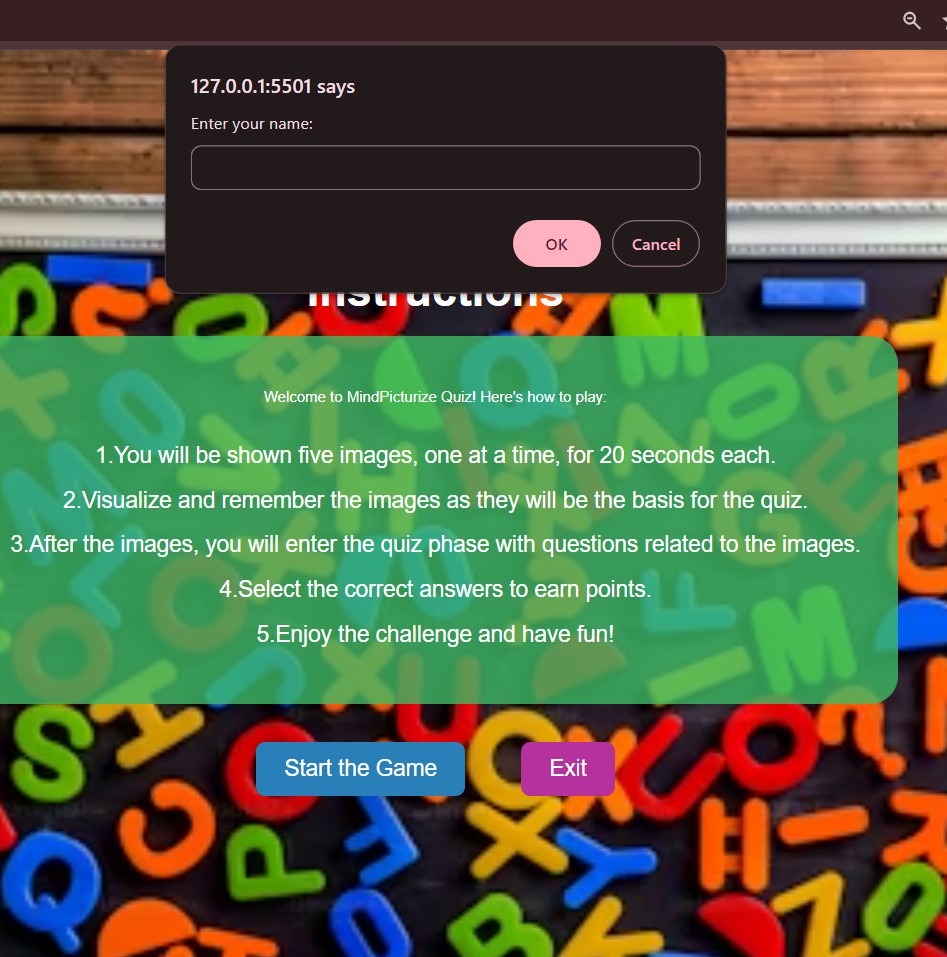 127.0.0.1:5501 says
Enter your name:
OK Cancel
Instructions
Welcome to MindPicturize Quiz! Here's how to play:
1.You will be shown five images, one at a time, for 20 seconds each.
2.Visualize and remember the images as they will be the basis for the quiz.
3.After the images, you will enter the quiz phase with questions related to the images.
4.Select the correct answers to earn points.
5.Enjoy the challenge and have fun!
Start the Game Exit